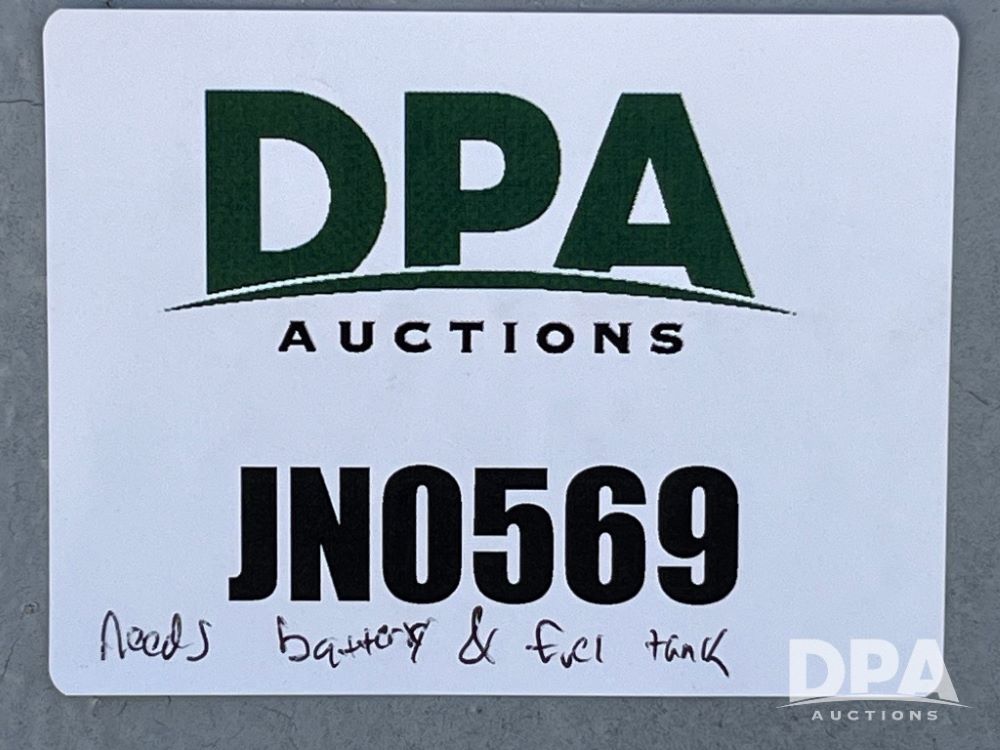 DPA
AUCTIONS
JN0569
Needs battery & fuel tank
DPA
AUCTIONS